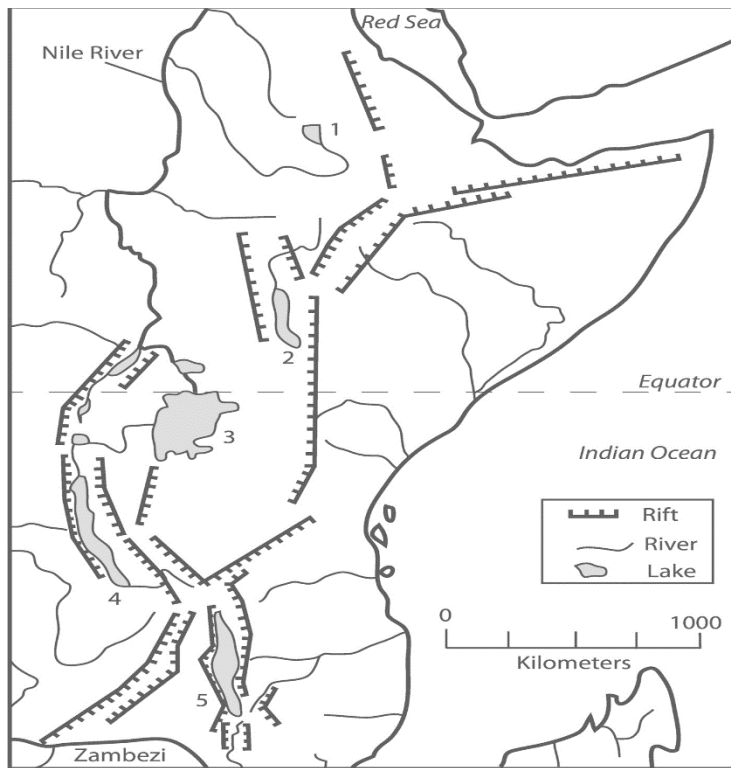 Red Sea
Nile River
1
2
Equator
3
Indian Ocean
Rift
River
Lake
4
0 1000
Kilometers
5
Zambezi